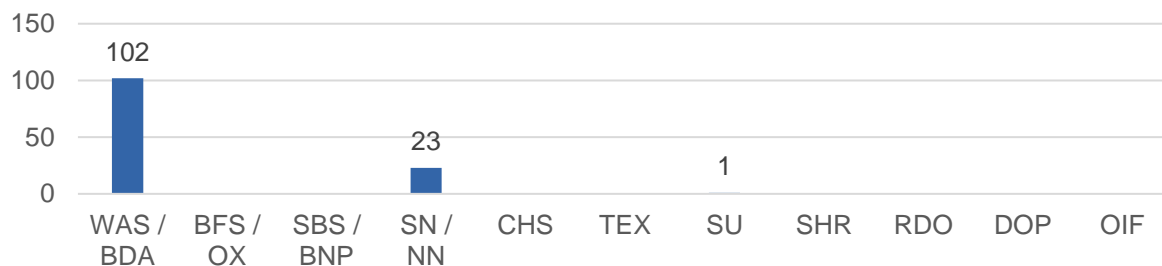 150
102
100
50
23
1
0
WAS / BDA
BFS / OX
SBS / BNP
SN / NN
CHS
TEX
SU
SHR
RDO
DOP
OIF